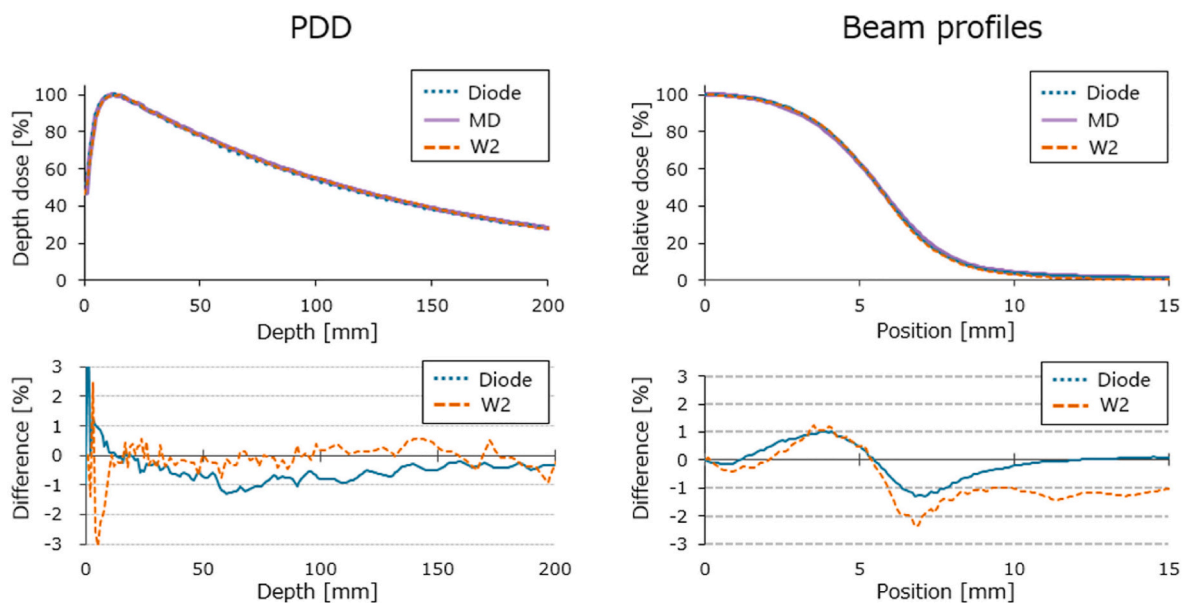 PDD
Beam profiles
Depth dose [%]
100
80
60
40
20
0
Diode
MD
W2
0
50
100
150
200
Depth [mm]
Relative dose [%]
100
80
60
40
20
0
Diode
MD
W2
0
5
10
15
Position [mm]
Difference [%]
3
2
1
0
-1
-2
-3
Diode
W2
0
50
100
150
200
Depth [mm]
Difference [%]
3
2
1
0
-1
-2
-3
Diode
W2
0
5
10
15
Position [mm]